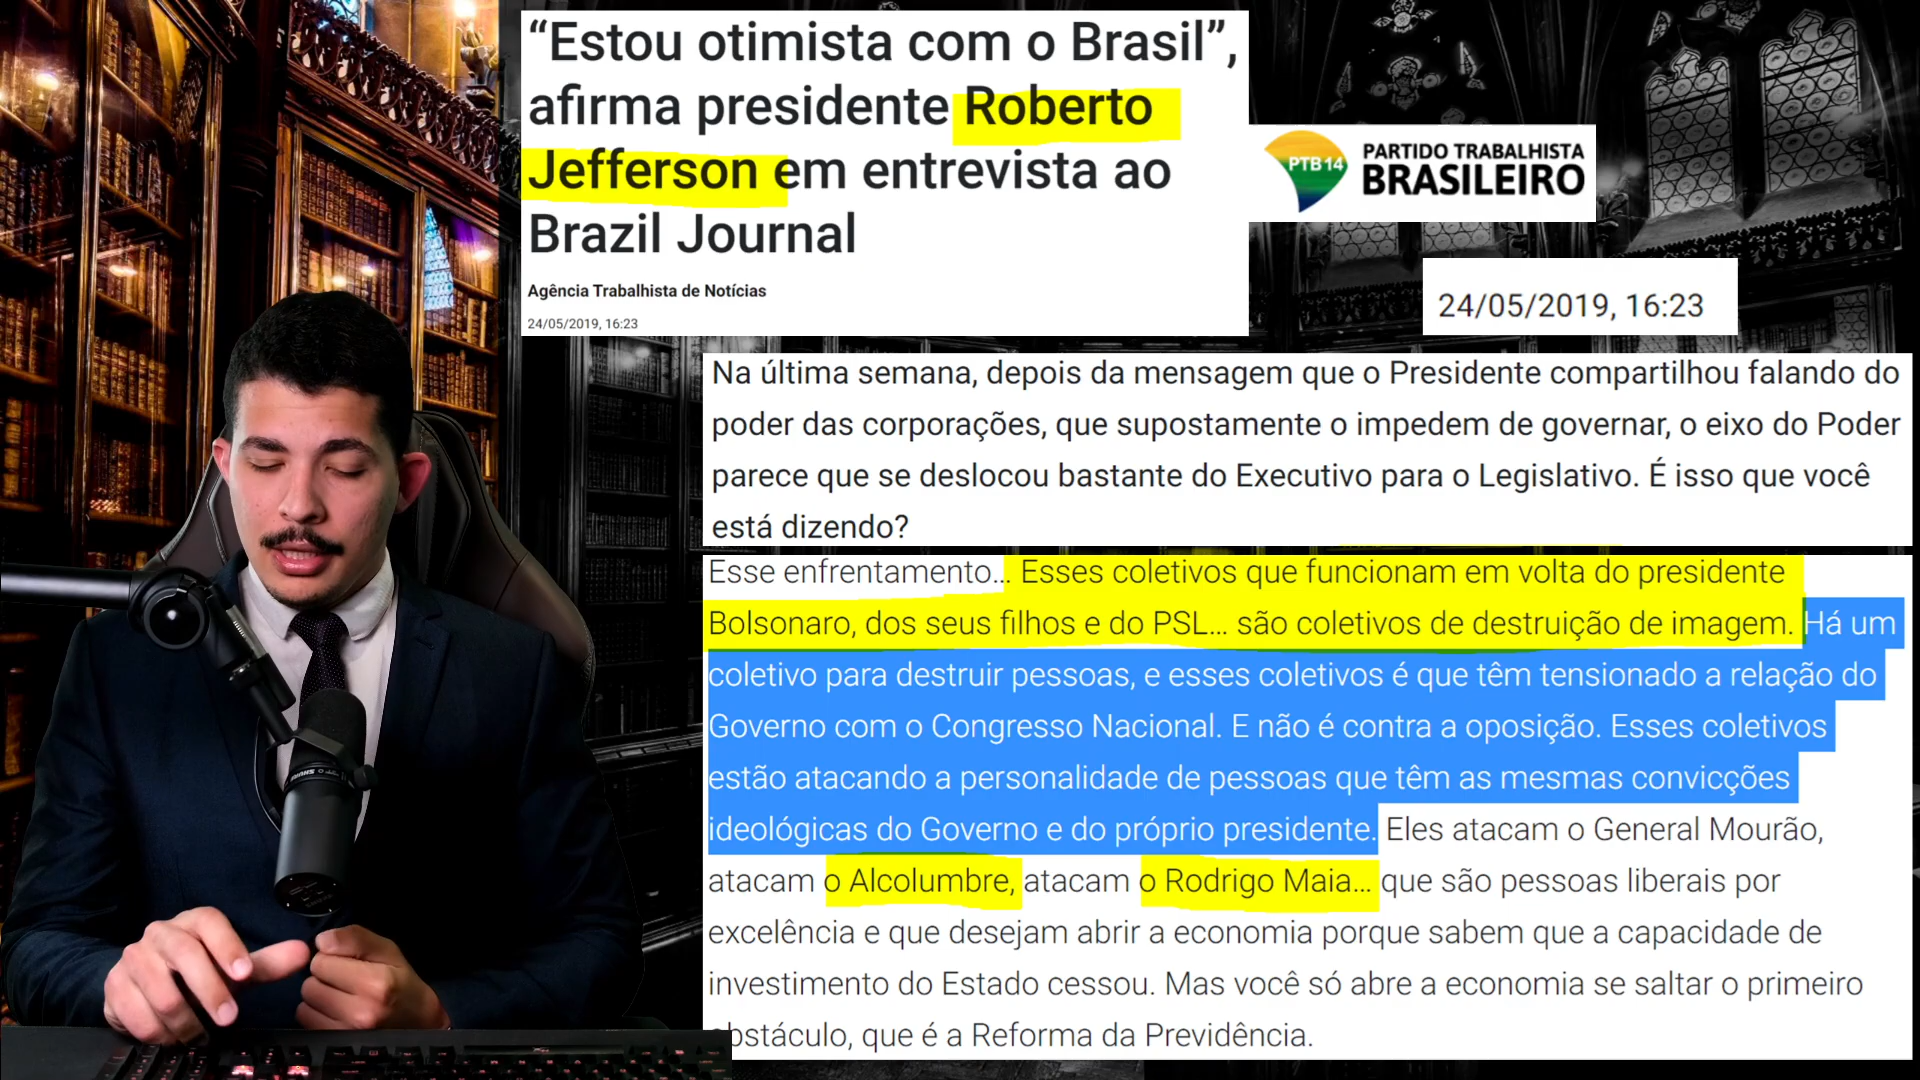 “Estou otimista com o Brasil”,
afirma presidente Roberto
Jefferson em entrevista ao
Brazil Journal
Agência Trabalhista de Notícias
24/05/2019, 16:23
PTB 14
PARTIDO TRABALHISTA
BRASILEIRO
24/05/2019, 16:23
Na última semana, depois da mensagem que o Presidente compartilhou falando do
poder das corporações, que supostamente o impedem de governar, o eixo do Poder
parece que se deslocou bastante do Executivo para o Legislativo. É isso que você
está dizendo?
Esse enfrentamento… Esses coletivos que funcionam em volta do presidente
Bolsonaro, dos seus filhos e do PSL… são coletivos de destruição de imagem. Há um
coletivo para destruir pessoas, e esses coletivos é que têm tensionado a relação do
Governo com o Congresso Nacional. E não é contra a oposição. Esses coletivos
estão atacando a personalidade de pessoas que têm as mesmas convicções
ideológicas do Governo e do próprio presidente. Eles atacam o General Mourão,
atacam o Alcolumbre, atacam o Rodrigo Maia… que são pessoas liberais por
excelência e que desejam abrir a economia porque sabem que a capacidade de
investimento do Estado cessou. Mas você só abre a economia se saltar o primeiro
obstáculo, que é a Reforma da Previdência.